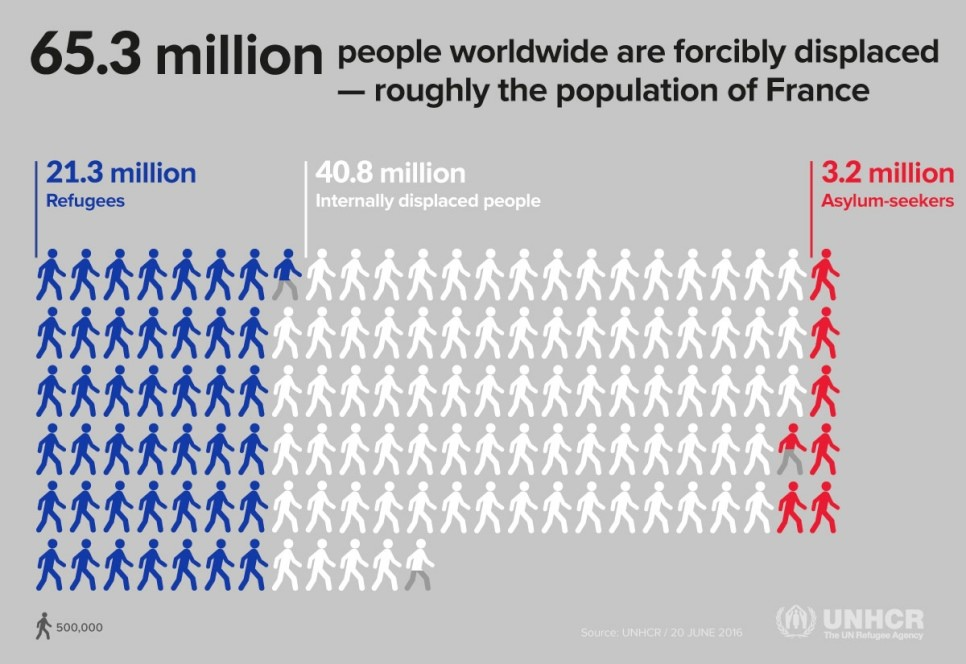 65.3 million people worldwide are forcibly displaced
— roughly the population of France
21.3 million
Refugees
40.8 million
Internally displaced people
3.2 million
Asylum-seekers
500,000
Source: UNHCR / 20 JUNE 2016
UNHCR
The UN Refugee Agency